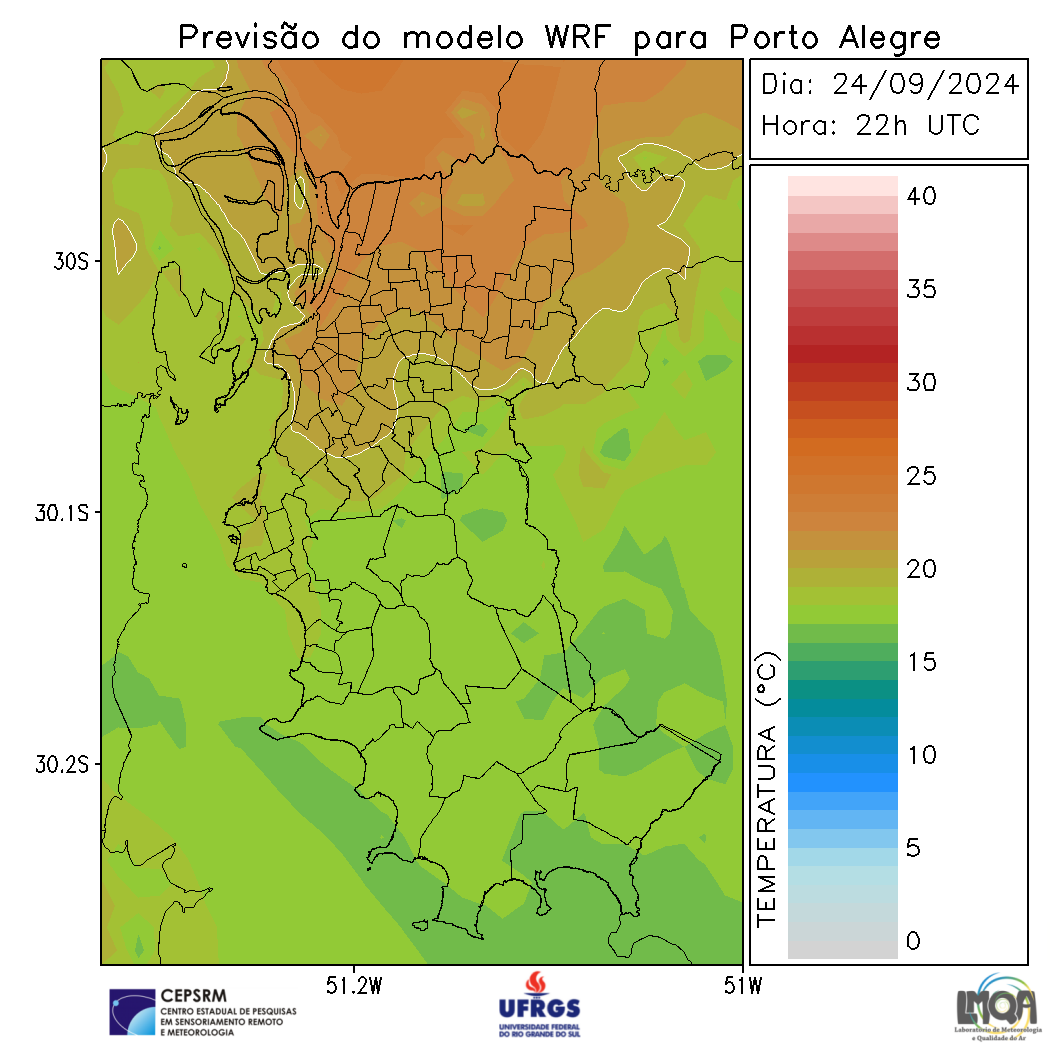 Previsão do modelo WRF para Porto Alegre
Dia: 24/09/2024
Hora: 22h UTC
30S
30.1S
30.2S
51.2W
51W
TEMPERATURA (°C)
40
35
30
25
20
15
10
5
0
CEPSRM
CENTRO ESTADUAL DE PESQUISAS
EM SENSORIAMENTO REMOTO
E METEOROLOGIA
UFRGS
UNIVERSIDADE FEDERAL
DO RIO GRANDE DO SUL
LMQA
Laboratório de Meteorologia
e Qualidade do Ar